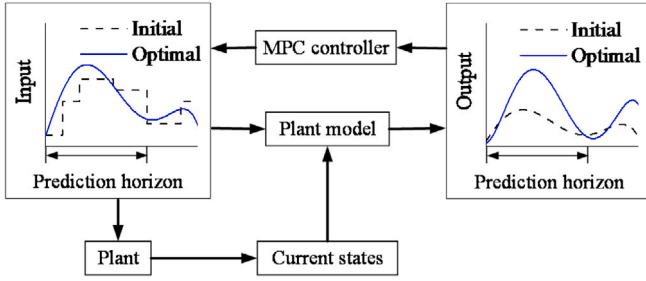 Initial
Optimal
Input
Prediction horizon
MPC controller
Plant model
Initial
Optimal
Output
Prediction horizon
Plant
Current states